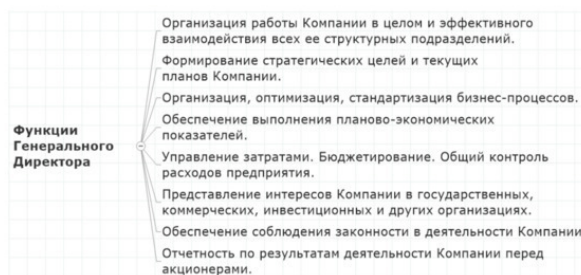 Функции
Генерального
Директора
Организация работы Компании в целом и эффективного
взаимодействия всех ее структурных подразделений.
Формирование стратегических целей и текущих
планов Компании.
Организация, оптимизация, стандартизация бизнес-процессов.
Обеспечение выполнения планово-экономических
показателей.
Управление затратами. Бюджетирование. Общий контроль
расходов предприятия.
Представление интересов Компании в государственных,
коммерческих, инвестиционных и других организациях.
Обеспечение соблюдения законности в деятельности Компании
Отчетность по результатам деятельности Компании перед
акционерами.